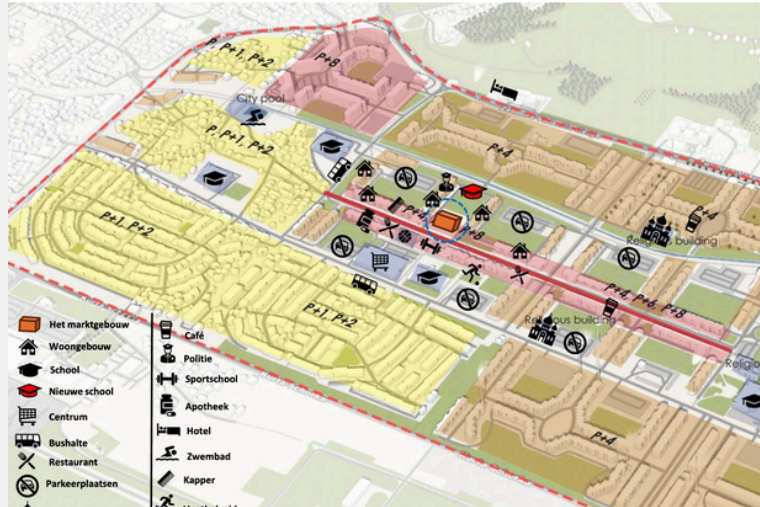 P, P+1, P+2
P+8
City pool
P, P+1, P+2
P+4
P+1, P+2
P+4
Religious building
P+4, P+6, P+8
P+1, P+2
Religious building
P+4
Het marktgebouw
Woongebouw
School
Nieuwe school
Centrum
Bushalte
Restaurant
Parkeerplaatsen
Café
Politie
Sportschool
Apotheek
Hotel
Zwembad
Kapper